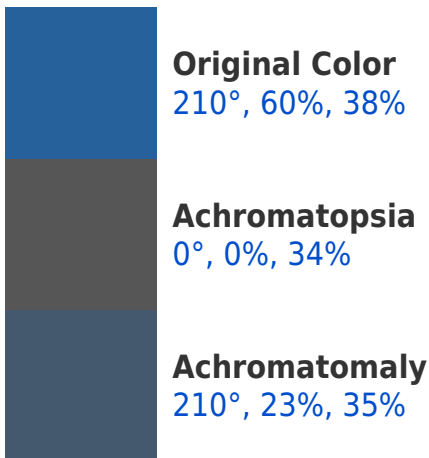 Original Color
210°, 60%, 38%
Achromatopsia
0°, 0%, 34%
Achromatomaly
210°, 23%, 35%